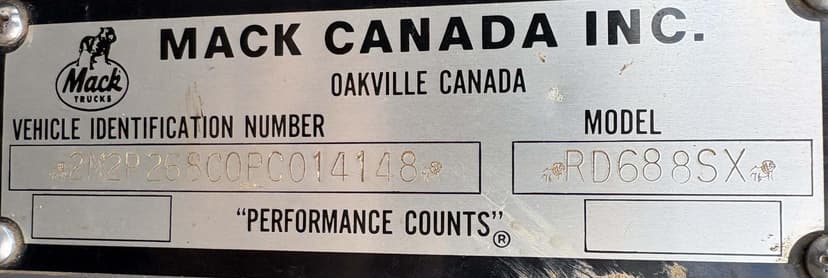 MACK CANADA INC.
Mack
TRUCKS
OAKVILLE CANADA
VEHICLE IDENTIFICATION NUMBER
MODEL
2M2P268C0PC014148
RD688SX
"PERFORMANCE COUNTS"®